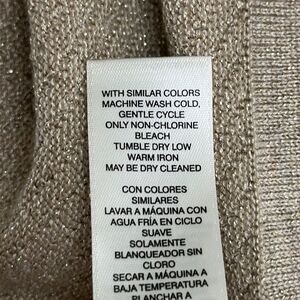 WITH SIMILAR COLORS
MACHINE WASH COLD,
GENTLE CYCLE
ONLY NON-CHLORINE
BLEACH
TUMBLE DRY LOW
WARM IRON
MAY BE DRY CLEANED
CON COLORES
SIMILARES
LAVAR A MÁQUINA CON
AGUA FRÍA EN CICLO
SUAVE
SOLAMENTE
BLANQUEADOR SIN
CLORO
SECAR A MÁQUINA A
BAJA TEMPERATURA
PLANCHAR A